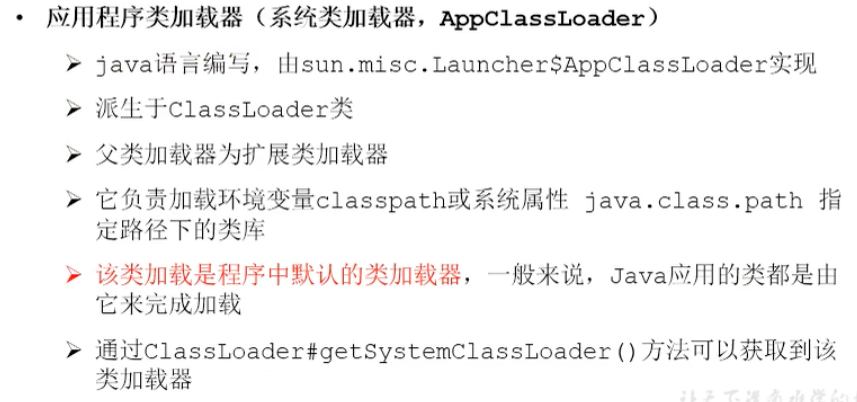 • 应用程序类加载器（系统类加载器，AppClassLoader）
➢ java语言编写，由sun.misc.Launcher$AppClassLoader实现
➢ 派生于ClassLoader类
➢ 父类加载器为扩展类加载器
➢ 它负责加载环境变量classpath或系统属性 java.class.path 指
定路径下的类库
➢ 该类加载是程序中默认的类加载器，一般来说，Java应用的类都是由
它来完成加载
➢ 通过ClassLoader#getSystemClassLoader()方法可以获取到该
类加载器